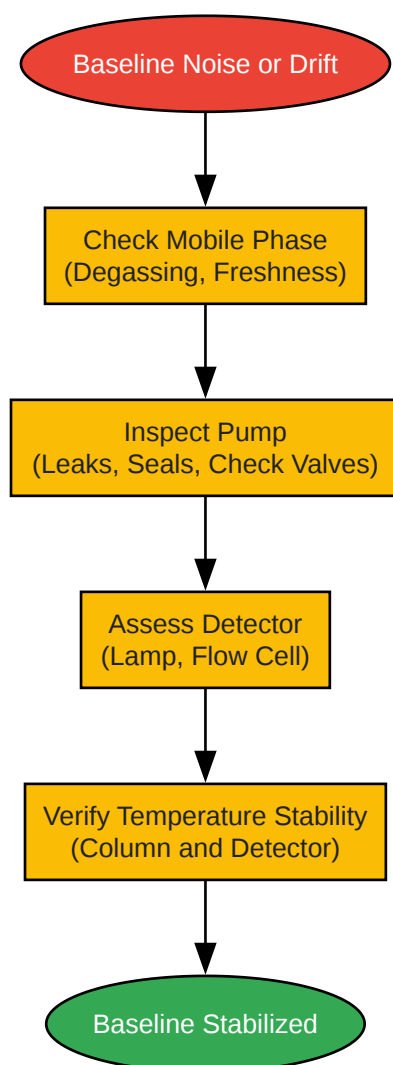 Baseline Noise or Drift
Check Mobile Phase
(Degassing, Freshness)
Inspect Pump
(Leaks, Seals, Check Valves)
Assess Detector
(Lamp, Flow Cell)
Verify Temperature Stability
(Column and Detector)
Baseline Stabilized